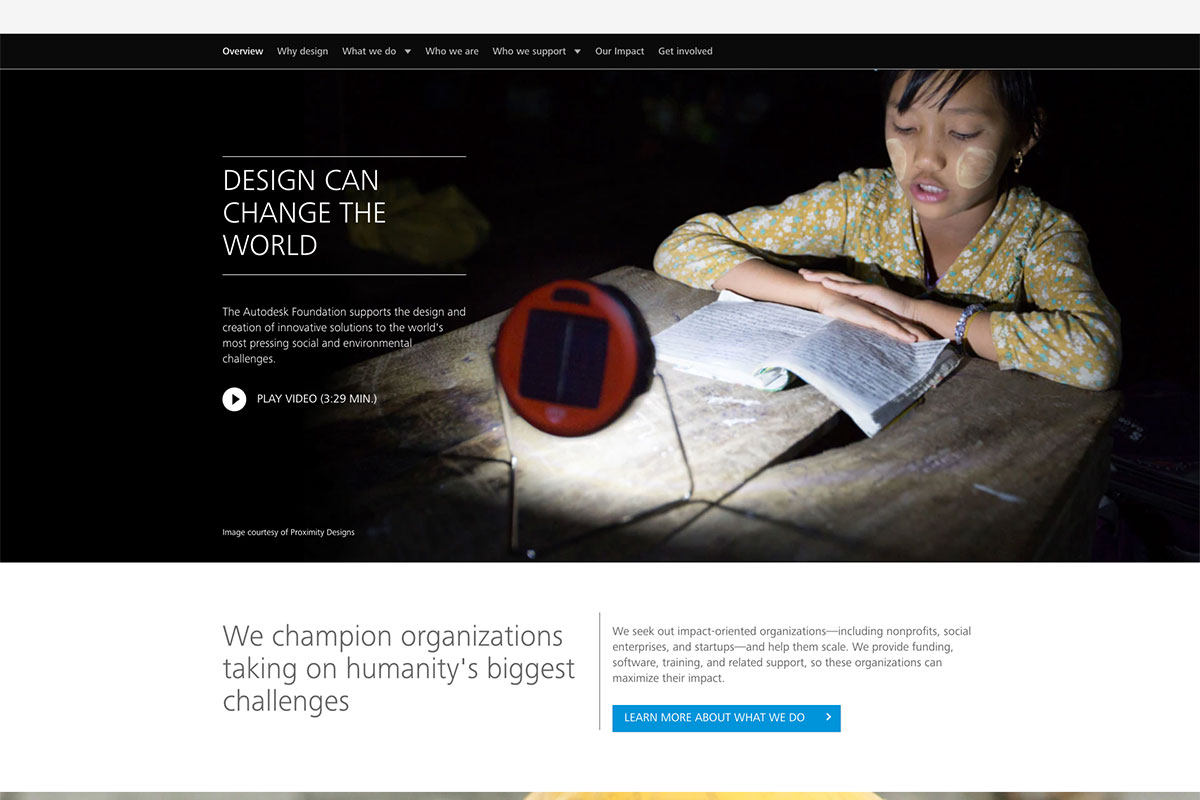 Overview Why design What we do Who we are Who we support Our Impact Get involved
DESIGN CAN
CHANGE THE
WORLD
The Autodesk Foundation supports the design and
creation of innovative solutions to the world's
most pressing social and environmental
challenges.
PLAY VIDEO (3:29 MIN.)
Image courtesy of Proximity Designs
We champion organizations
taking on humanity's biggest
challenges
We seek out impact-oriented organizations—including nonprofits, social
enterprises, and startups—and help them scale. We provide funding,
software, training, and related support, so these organizations can
maximize their impact.
LEARN MORE ABOUT WHAT WE DO